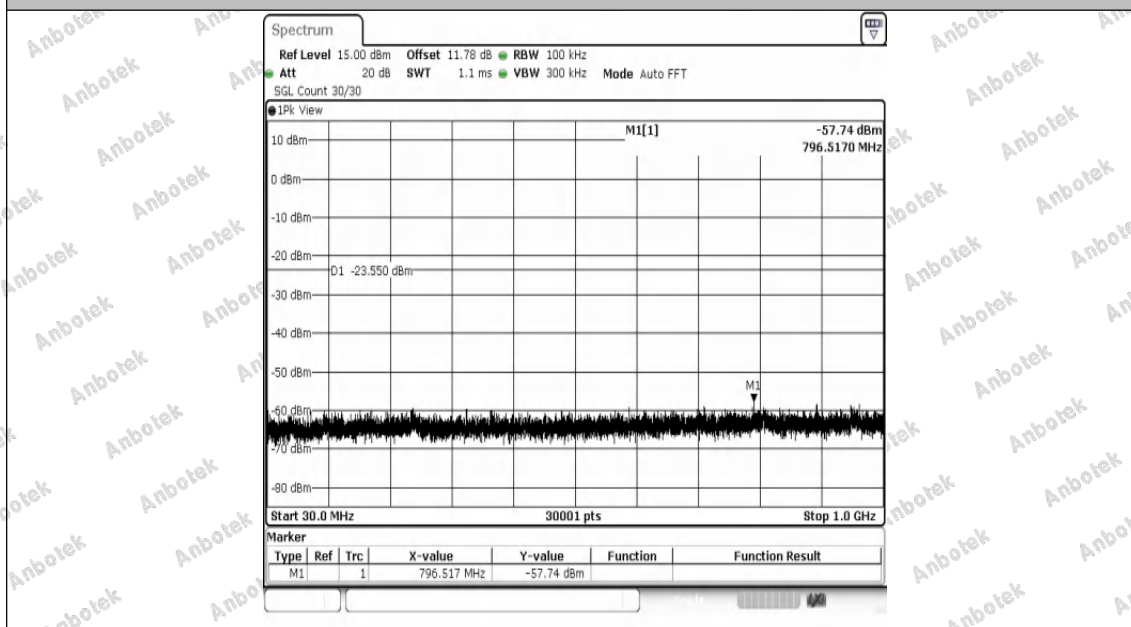 Spectrum
Ref Level 15.00 dBm Offset 11.78 dB RBW 100 kHz
Att 20 dB SWT 1.1 ms VBW 300 kHz Mode Auto FFT
SGL Count 30/30
1Pk View
M1[1] -57.74 dBm
796.5170 MHz
10 dBm
0 dBm
-10 dBm
-20 dBm
D1 -23.550 dBm
-30 dBm
-40 dBm
-50 dBm
M1
-60 dBm
-70 dBm
-80 dBm
Start 30.0 MHz 30001 pts Stop 1.0 GHz
Marker
Type Ref Trc X-value Y-value Function Function Result
M1 1 796.517 MHz -57.74 dBm
Anbotek